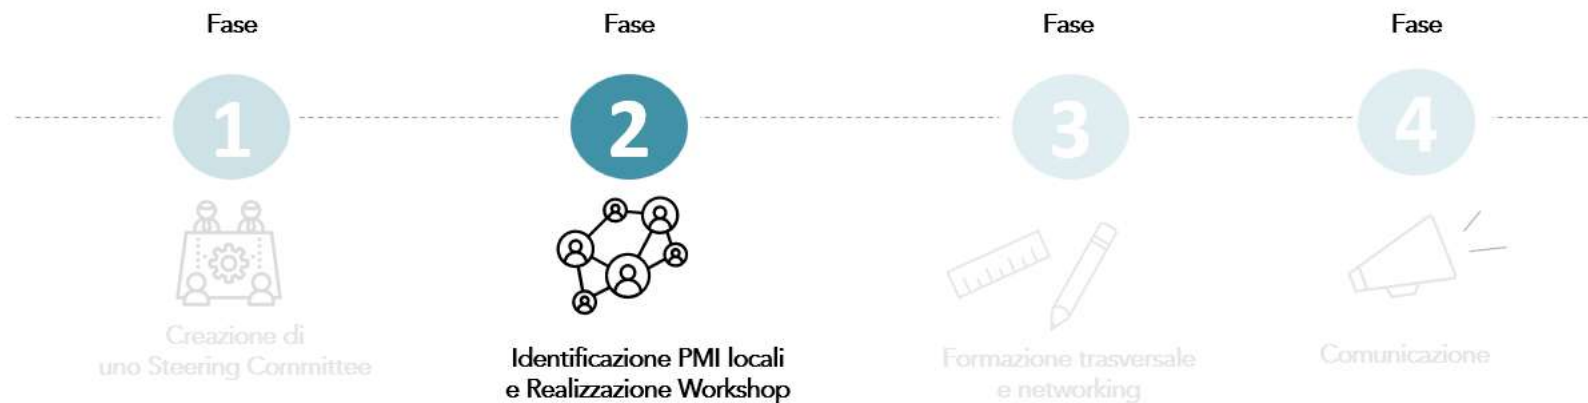 Fase
Fase
Fase
Fase
1
2
3
4
Creazione di
uno Steering Committee
Identificazione PMI locali
e Realizzazione Workshop
Formazione trasversale
e networking
Comunicazione